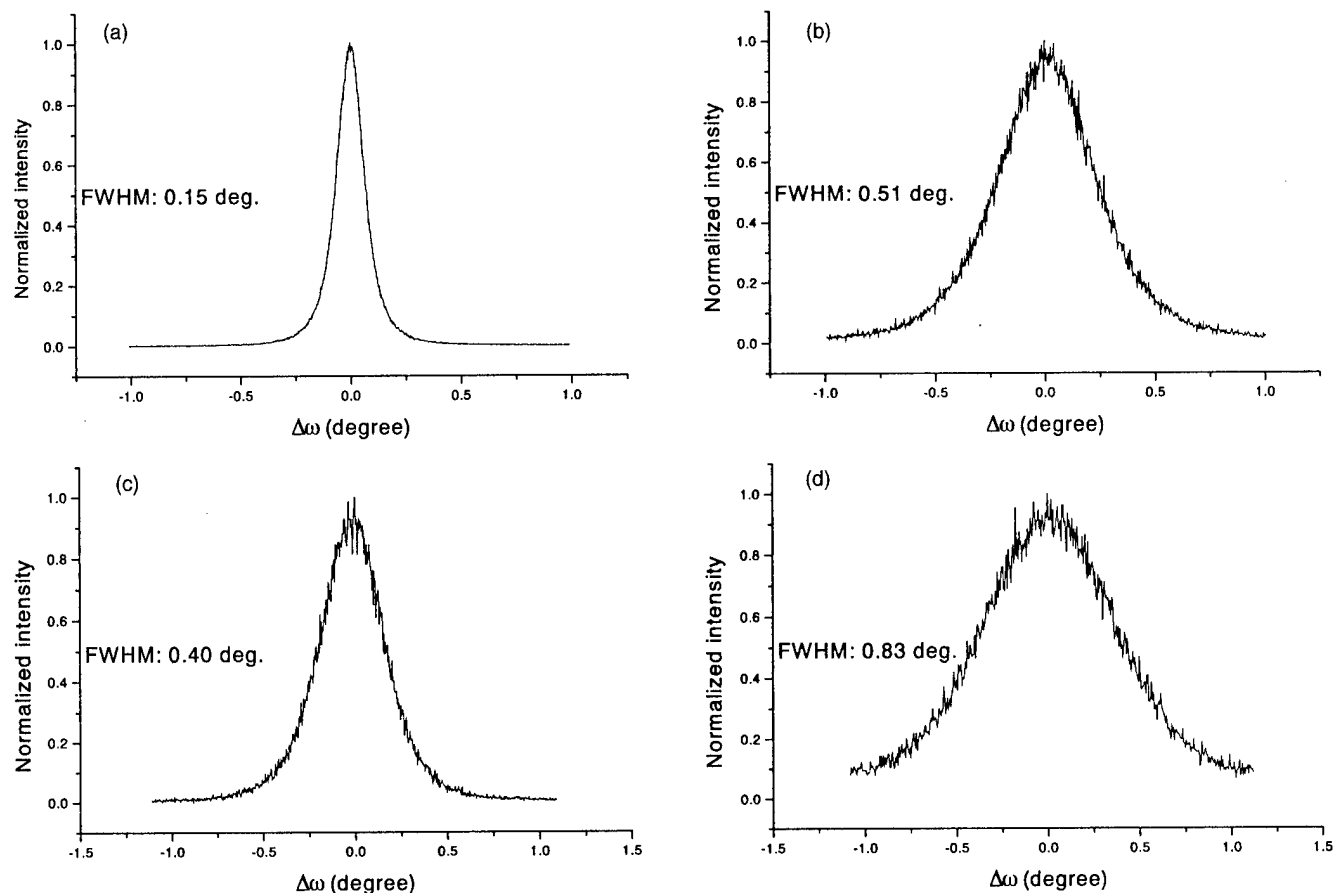 (a)
1.0
0.8
0.6
0.4
0.2
0.0
Normalized intensity
FWHM: 0.15 deg.
-1.0 -0.5 0.0 0.5 1.0
Δω (degree)
(b)
1.0
0.8
0.6
0.4
0.2
0.0
Normalized intensity
FWHM: 0.51 deg.
-1.0 -0.5 0.0 0.5 1.0
Δω (degree)
(c)
1.0
0.8
0.6
0.4
0.2
0.0
Normalized intensity
FWHM: 0.40 deg.
-1.5 -1.0 -0.5 0.0 0.5 1.0 1.5
Δω (degree)
(d)
1.0
0.8
0.6
0.4
0.2
0.0
Normalized intensity
FWHM: 0.83 deg.
-1.5 -1.0 -0.5 0.0 0.5 1.0 1.5
Δω (degree)